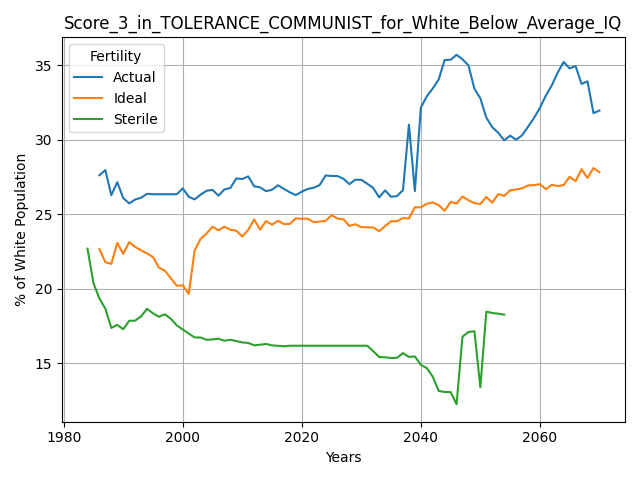 Score_3_in_TOLERANCE_COMMUNIST_for_White_Below_Average_IQ
Fertility
Actual
Ideal
Sterile
% of White Population
35
30
25
20
15
1980
2000
2020
2040
2060
Years